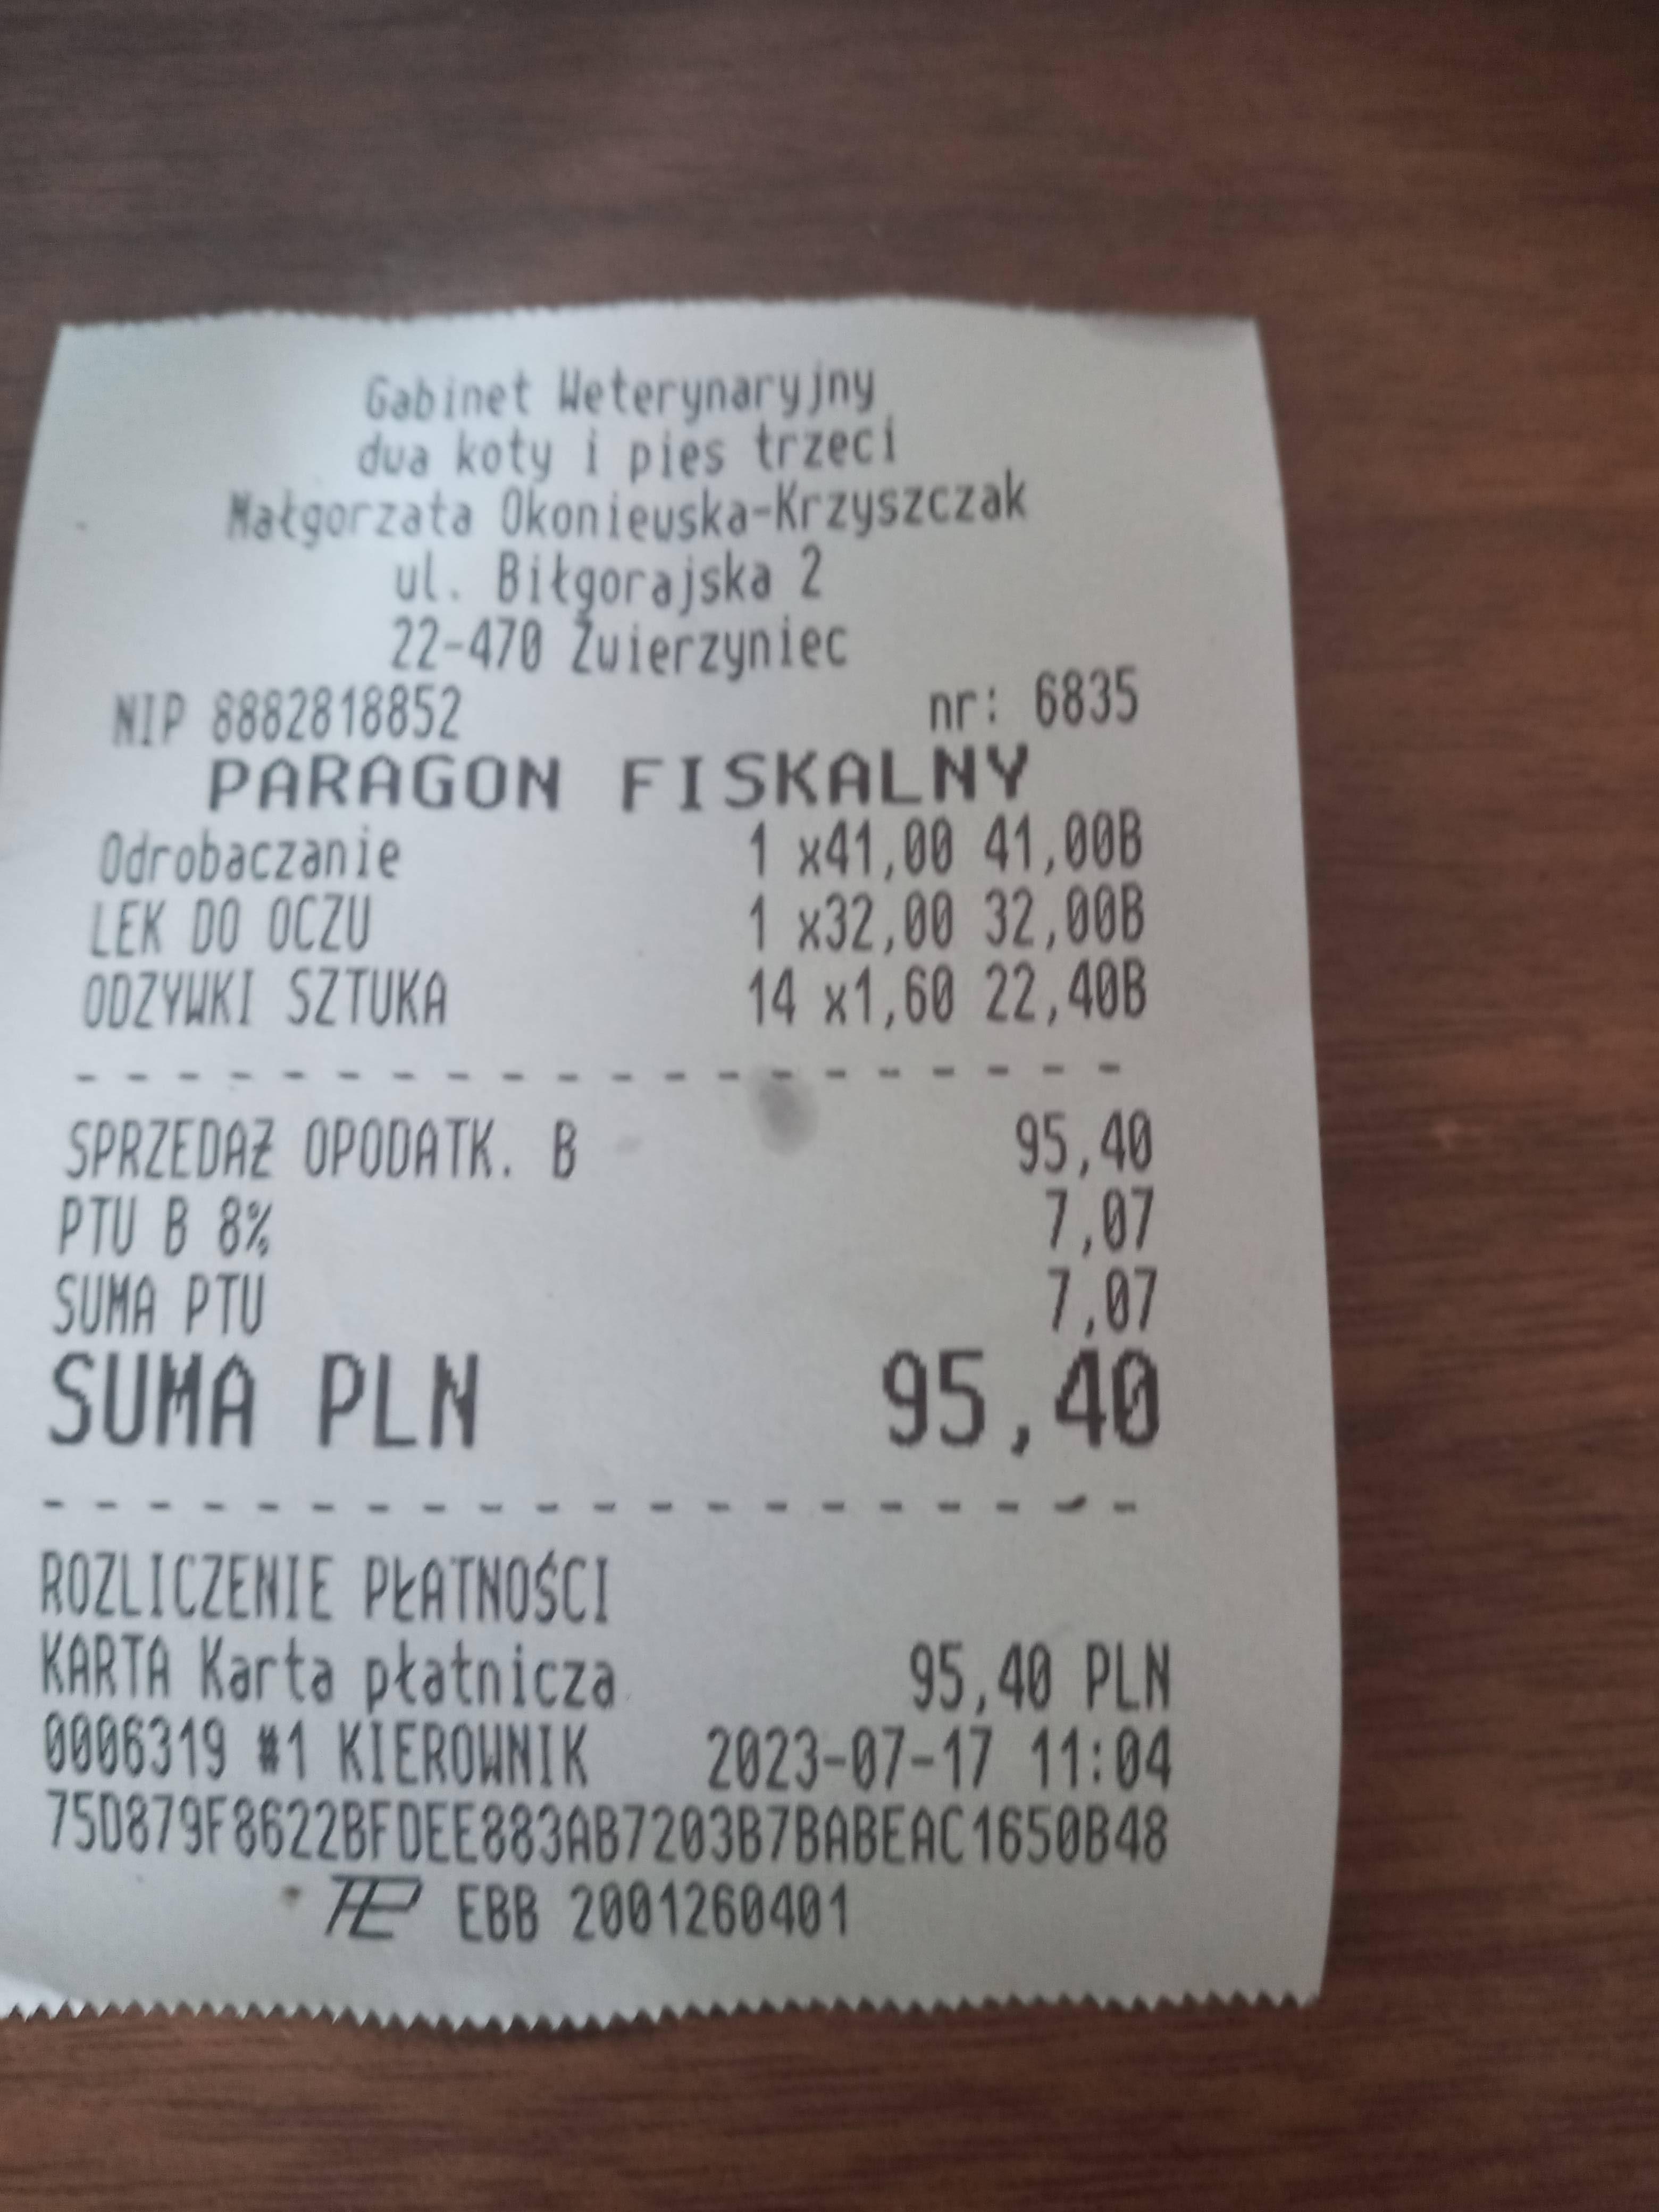 Gabinet Weterynaryjny
dwa koty i pies trzeci
Małgorzata Okoniewska-Krzyszczak
ul. Biłgorajska 2
22-470 Zwierzyniec
NIP 8882818852 nr: 6835
PARAGON FISKALNY
Odrobaczanie 1 x41,00 41,00B
LEK DO OCZU 1 x32,00 32,00B
ODZYWKI SZTUKA 14 x1,60 22,40B
SPRZEDAŻ OPODATK. B 95,40
PTU B 8% 7,07
SUMA PTU 7,07
SUMA PLN 95,40
ROZLICZENIE PŁATNOŚCI
KARTA Karta płatnicza 95,40 PLN
0006319 #1 KIEROWNIK 2023-07-17 11:04
75D879F8622BFDEE883AB7203B7BABEAC1650B48
EBB 2001260401